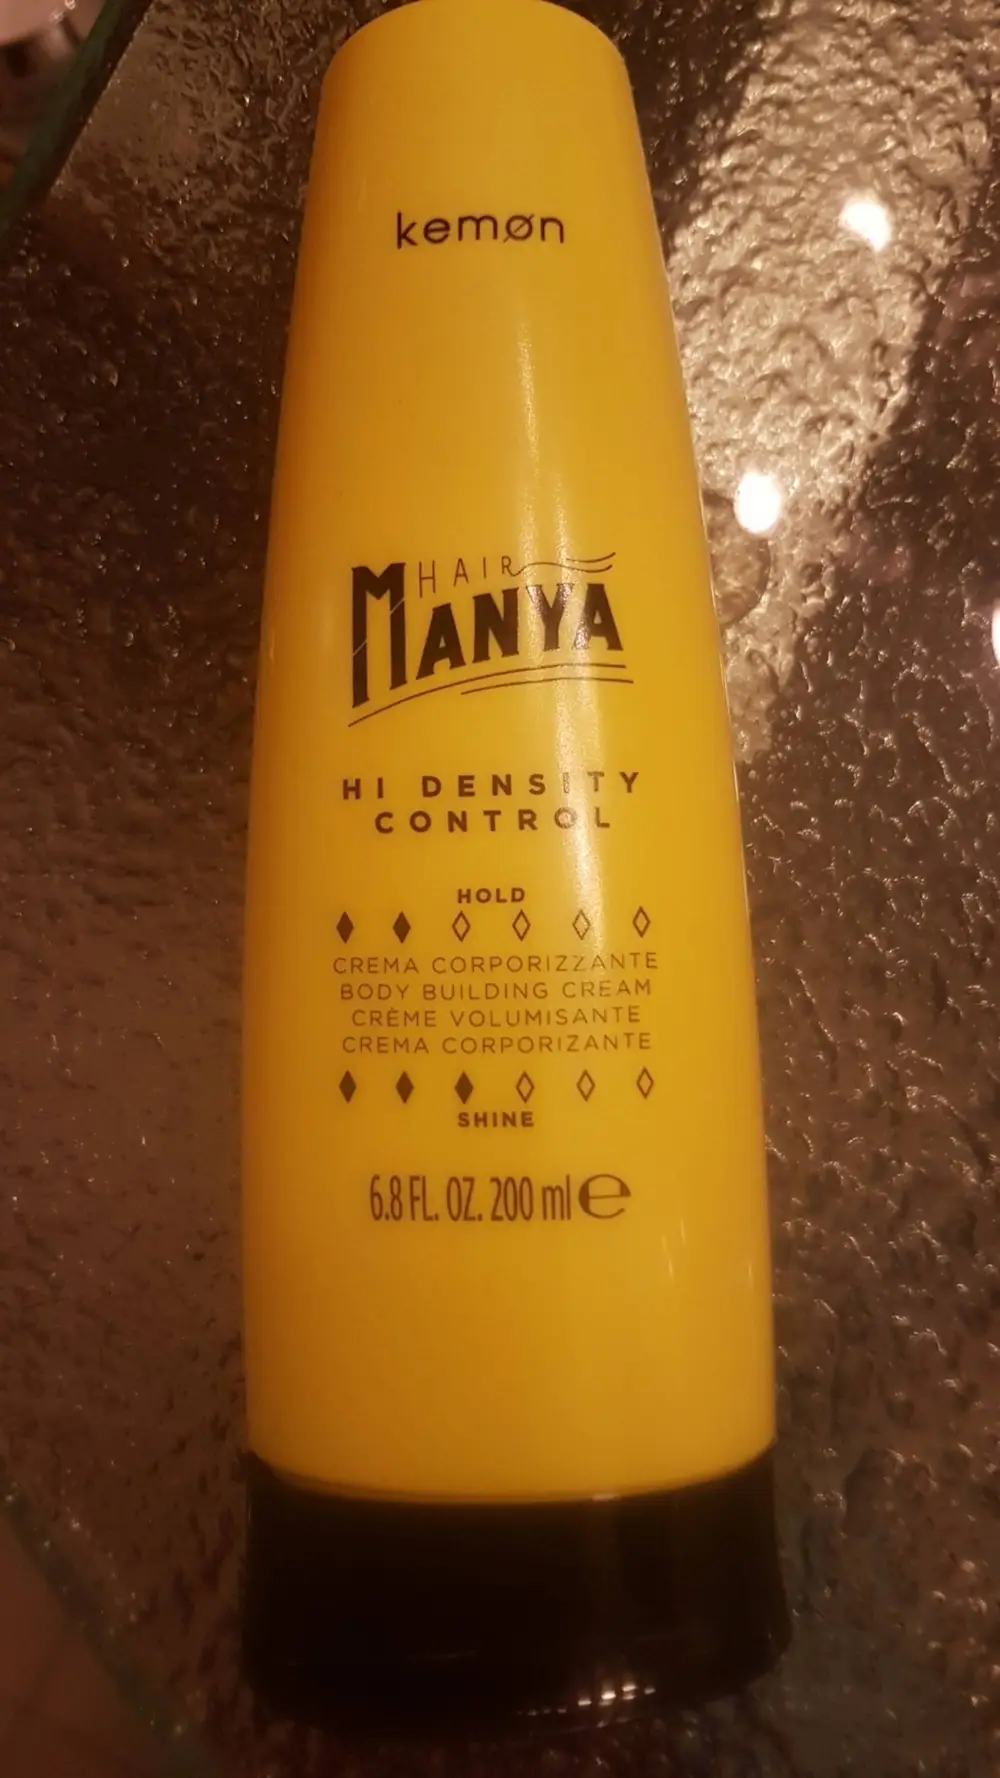 kemøn
HAIR
MANYA
HI DENSITY
CONTROL
HOLD
CREMA CORPORIZZANTE
BODY BUILDING CREAM
CRÈME VOLUMISANTE
CREMA CORPORIZANTE
SHINE
6.8 FL. OZ. 200 ml e